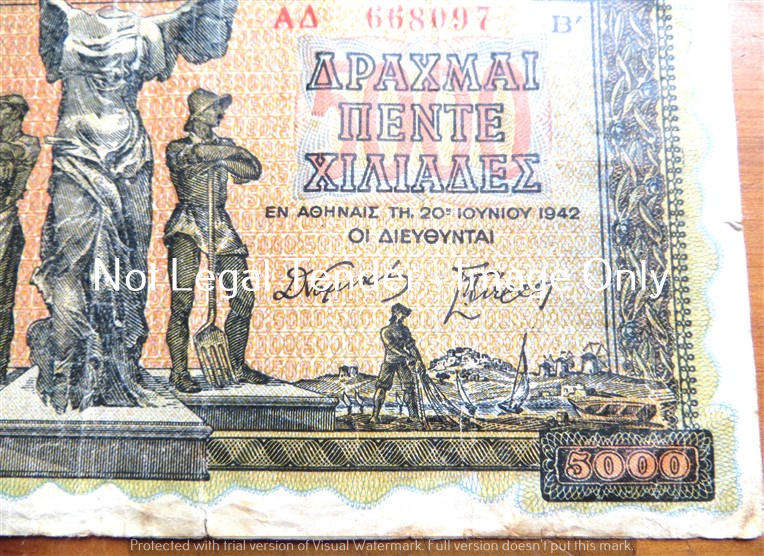 ΑΔ 668097 Β′
ΔΡΑΧΜΑΙ
ΠΕΝΤΕ
ΧΙΛΙΑΔΕΣ
ΕΝ ΑΘΗΝΑΙΣ ΤΗ, 20ῇ ΙΟΥΝΙΟΥ 1942
ΟΙ ΔΙΕΥΘΥΝΤΑΙ
Not Legal Tender - Image Only
5000
Protected with trial version of Visual Watermark. Full version doesn't put this mark.